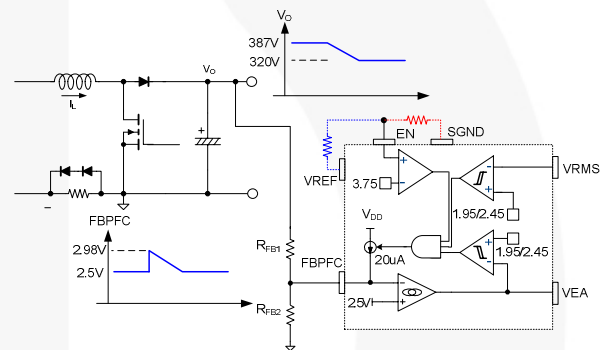 Vo
387V
320V
Vo
IL
EN
SGND
VREF
3.75
VRMS
1.95/2.45
VDD
FBPFC
2.98V
2.5V
RFB1
FBPFC
20uA
1.95/2.45
2.5V
VEA
RFB2